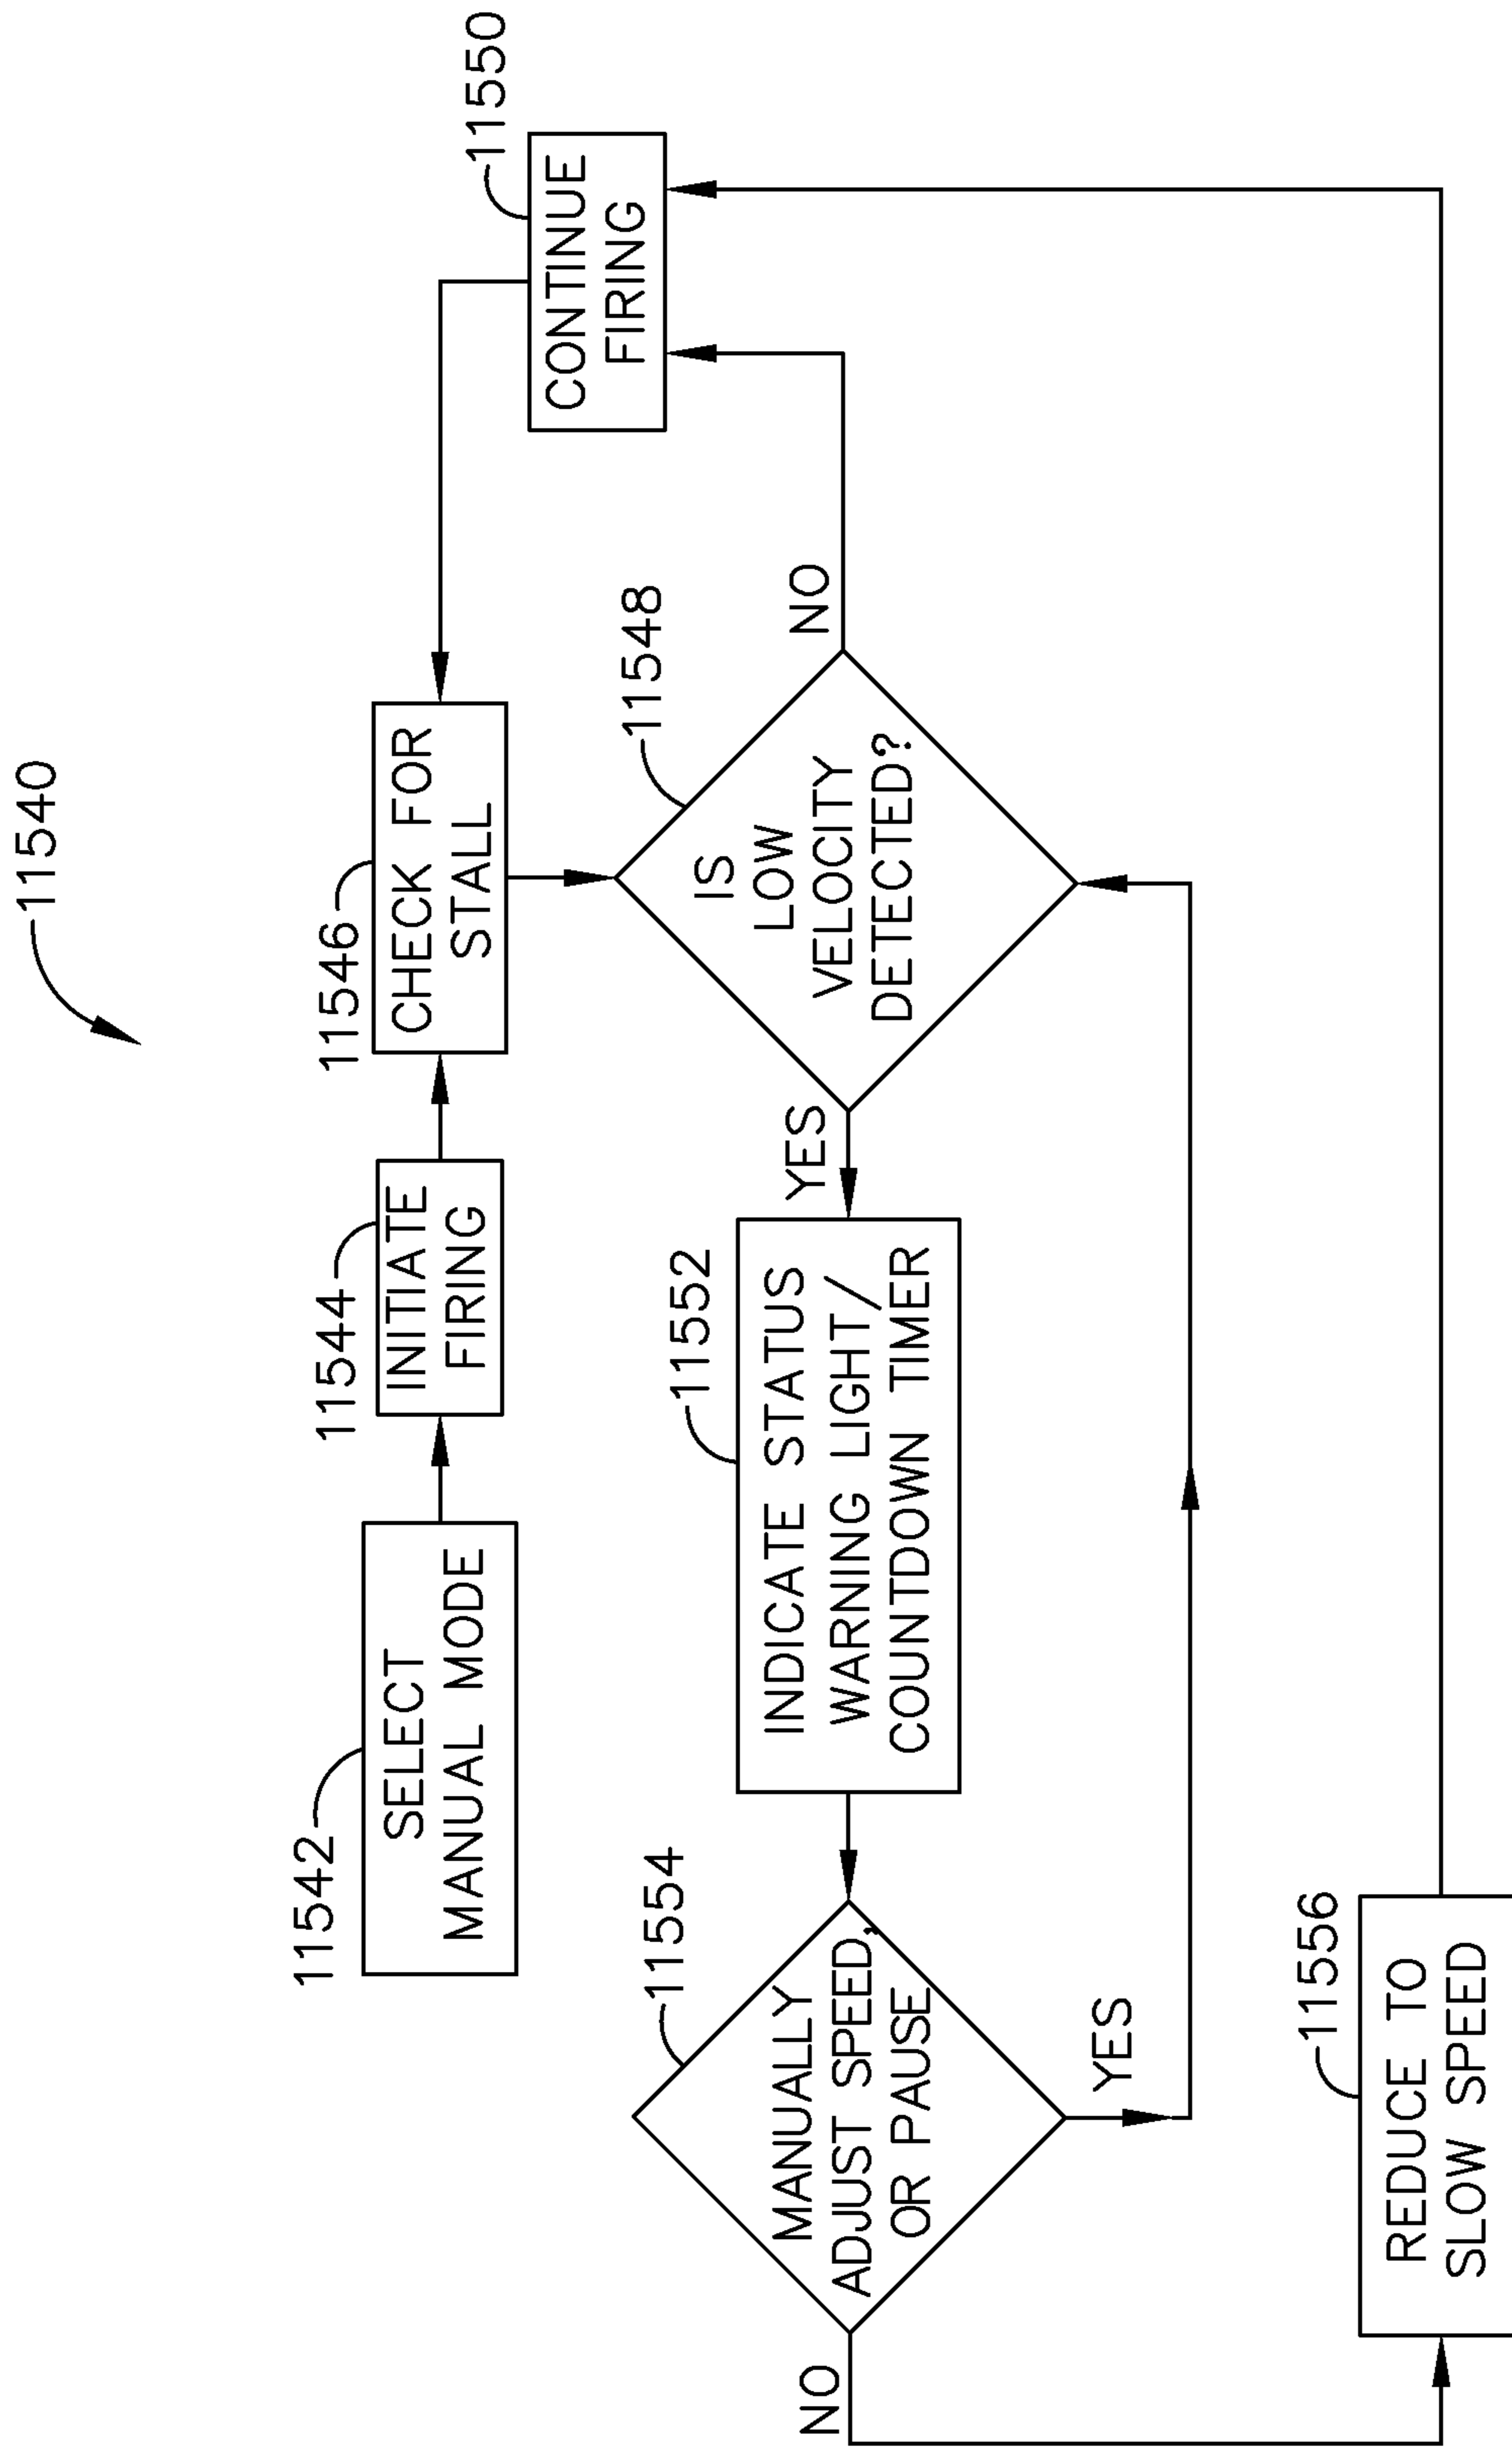 11540
11542
SELECT
MANUAL MODE
11544
INITIATE
FIRING
11546
CHECK FOR
STALL
11550
CONTINUE
FIRING
11548
IS
LOW
VELOCITY
DETECTED?
NO
YES
11552
INDICATE STATUS
WARNING LIGHT/
COUNTDOWN TIMER
11554
MANUALLY
ADJUST SPEED,
OR PAUSE
NO
YES
11556
REDUCE TO
SLOW SPEED